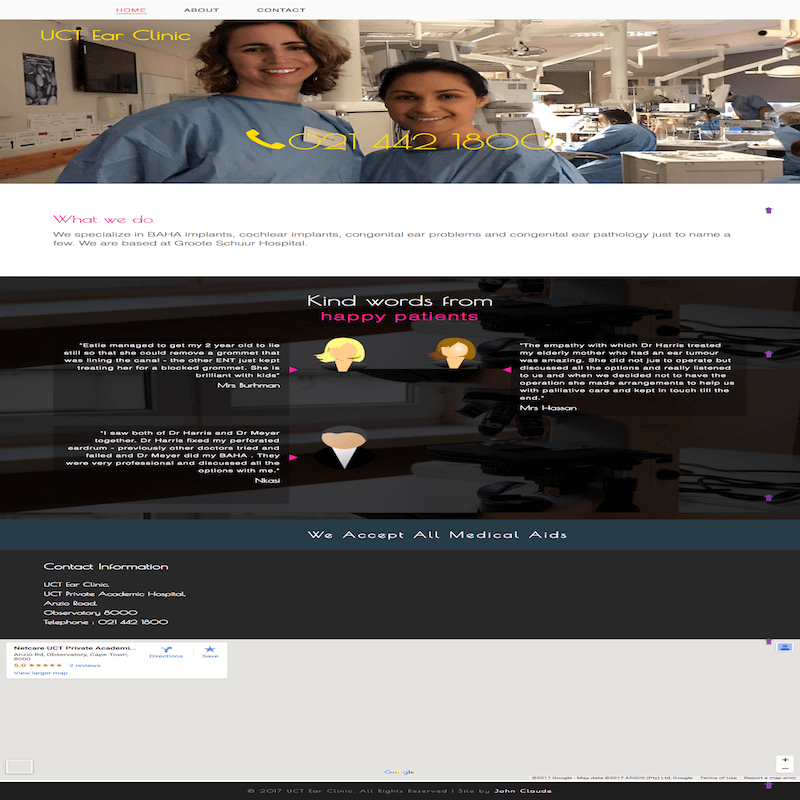 HOME ABOUT CONTACT
UCT Ear Clinic
021 442 1800
What we do
We specialize in BAHA implants, cochlear implants, congenital ear problems and congenital ear pathology just to name a
few. We are based at Groote Schuur Hospital.
Kind words from
happy patients
"Estie managed to get my 2 year old to lie
still so that she could remove a grommet that
was lining the canal - the other ENT just kept
treating her for a blocked grommet. She is
brilliant with kids"
Mrs Burhman
"The empathy with which Dr Harris treated
my elderly mother who had an ear tumour
was amazing. She did not jus to operate but
discussed all the options and really listened
to us and when we decided not to have the
operation she made arrangements to help us
with palliative care and kept in touch till the
end."
Mrs Hassan
"I saw both of Dr Harris and Dr Meyer
together. Dr Harris fixed my perforated
eardrum - previously other doctors tried and
failed and Dr Meyer did my BAHA . They
were very professional and discussed all the
options with me."
Nkasi
We Accept All Medical Aids
Contact Information
UCT Ear Clinic,
UCT Private Academic Hospital,
Anzio Road,
Observatory 8000
Telephone : 021 442 1800
Netcare UCT Private Academi...
Anzio Rd, Observatory, Cape Town,
8000
5.0 ★★★★★ 2 reviews
View larger map
Directions
Save
Google
©2017 Google - Map data ©2017 AfriGIS (Pty) Ltd, Google Terms of Use Report a map error
© 2017 UCT Ear Clinic. All Rights Reserved | Site by John Claude